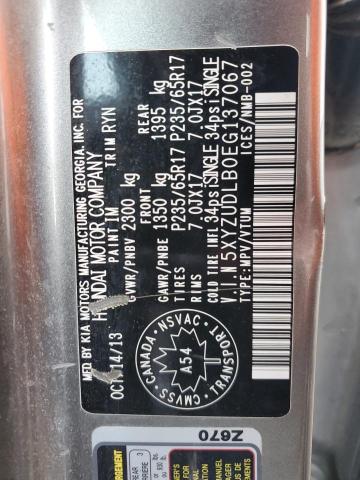 MFD. BY KIA MOTORS MANUFACTURING GEORGIA, INC. FOR
HYUNDAI MOTOR COMPANY
OCT 14/13 PAINT IM TRIM RYN
GVWR/PNBV 2300 kg
FRONT REAR
GAWR/PNBE 1350 kg 1395 kg
TIRES P235/65R17 P235/65R17
RIMS 7.0JX17 7.0JX17
COLD TIRE INFL. 34psi SINGLE 34psi SINGLE
V.I.N 5XYZUDLB0EG137067
TYPE:MPV/VTUM ICES/NMB-002
CANADA NSVAC TRANSPORT CMVSS
A54
Z670